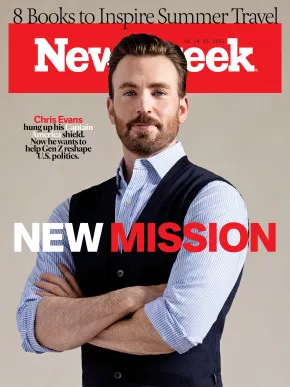 8 Books to Inspire Summer Travel
Newsweek
Chris Evans
hung up his Captain
America shield.
Now he wants to
help Gen Z reshape
U.S. politics.
NEW MISSION